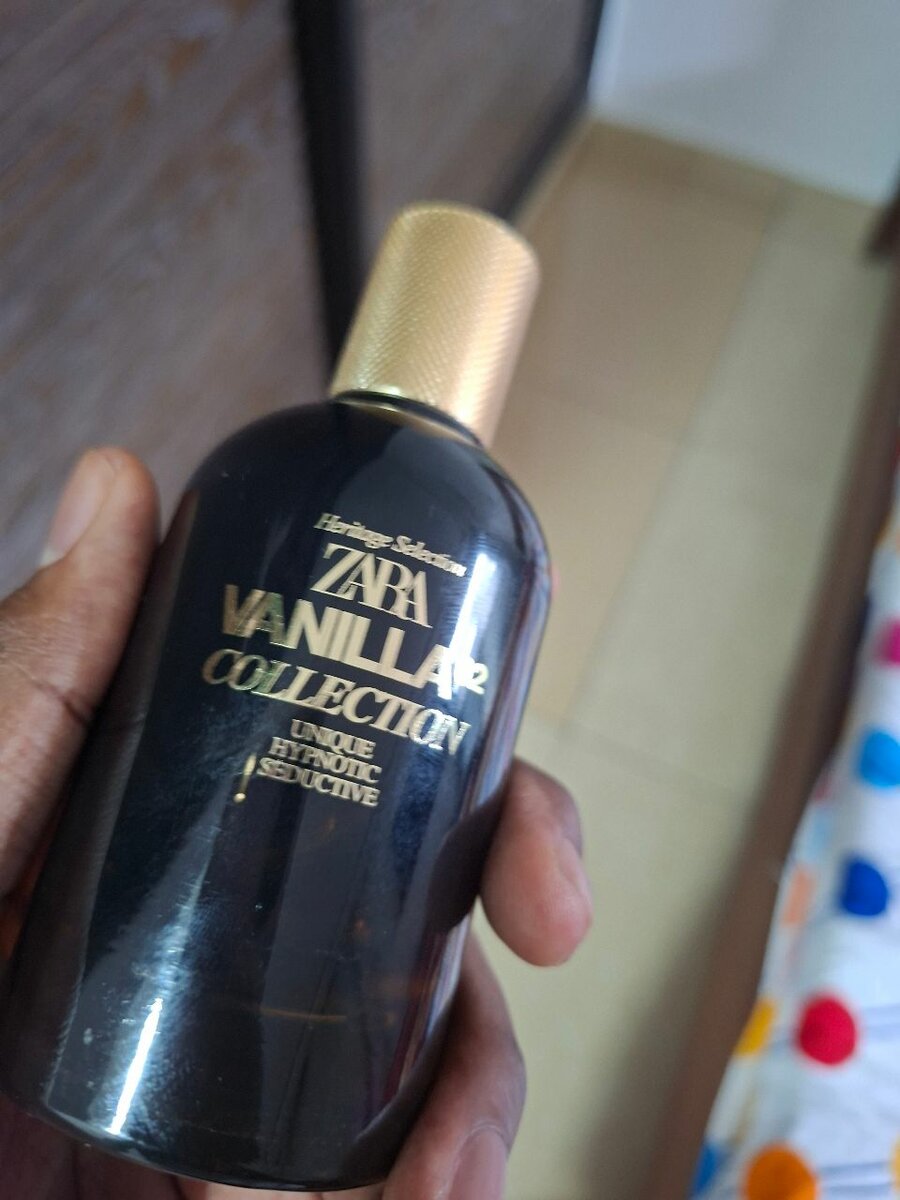 Heritage Selection
ZARA
VANILLA
COLLECTION
UNIQUE
HYPNOTIC
SEDUCTIVE